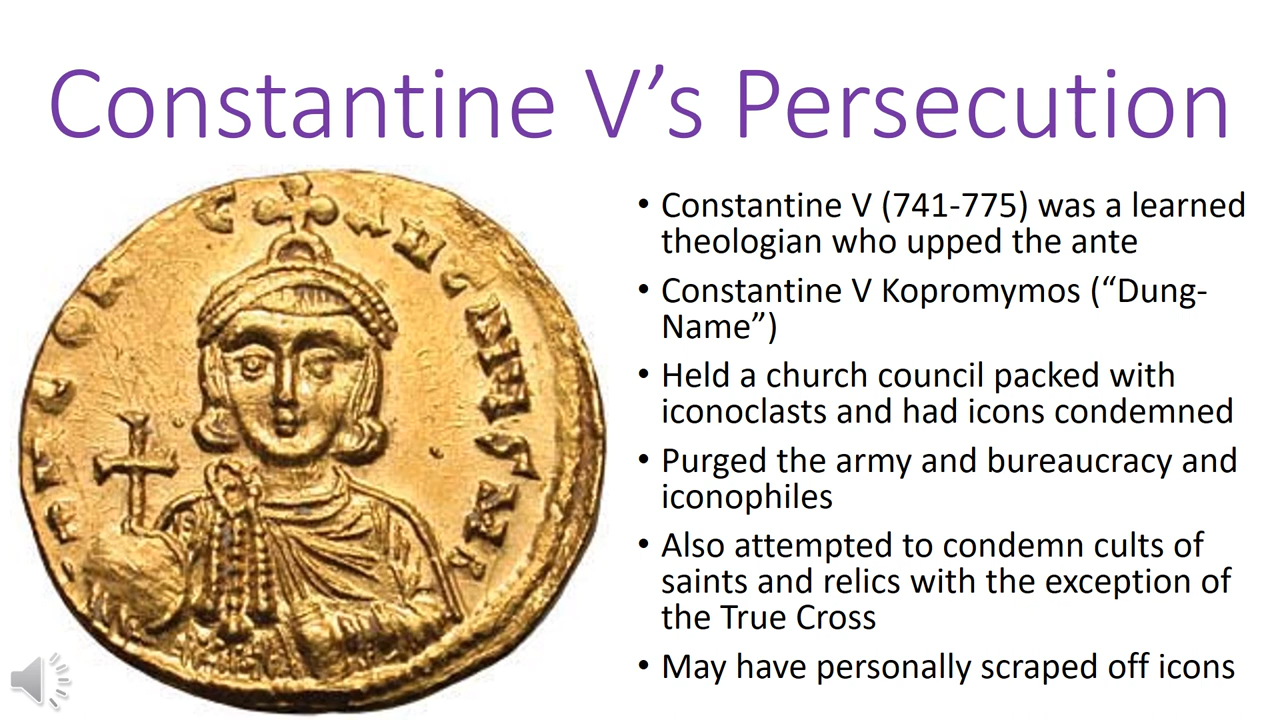 Constantine V’s Persecution
• Constantine V (741-775) was a learned
theologian who upped the ante
• Constantine V Kopromymos (“Dung-
Name”)
• Held a church council packed with
iconoclasts and had icons condemned
• Purged the army and bureaucracy and
iconophiles
• Also attempted to condemn cults of
saints and relics with the exception of
the True Cross
• May have personally scraped off icons